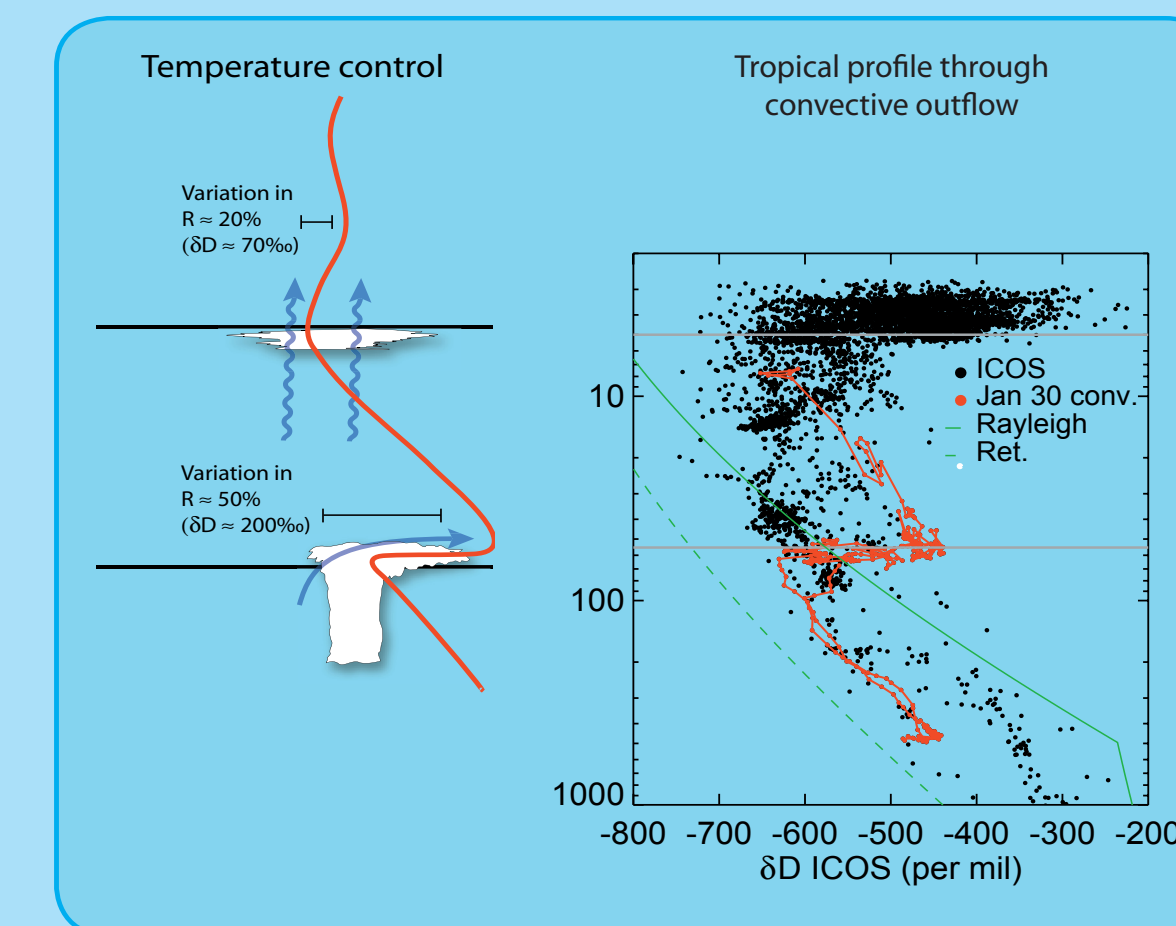 Temperature control
Variation in
R ≈ 20%
(δD ≈ 70‰)
Variation in
R ≈ 50%
(δD ≈ 200‰)
Tropical profile through
convective outflow
ICOS
Jan 30 conv.
Rayleigh
Ret.
10
100
1000
-800 -700 -600 -500 -400 -300 -200
δD ICOS (per mil)